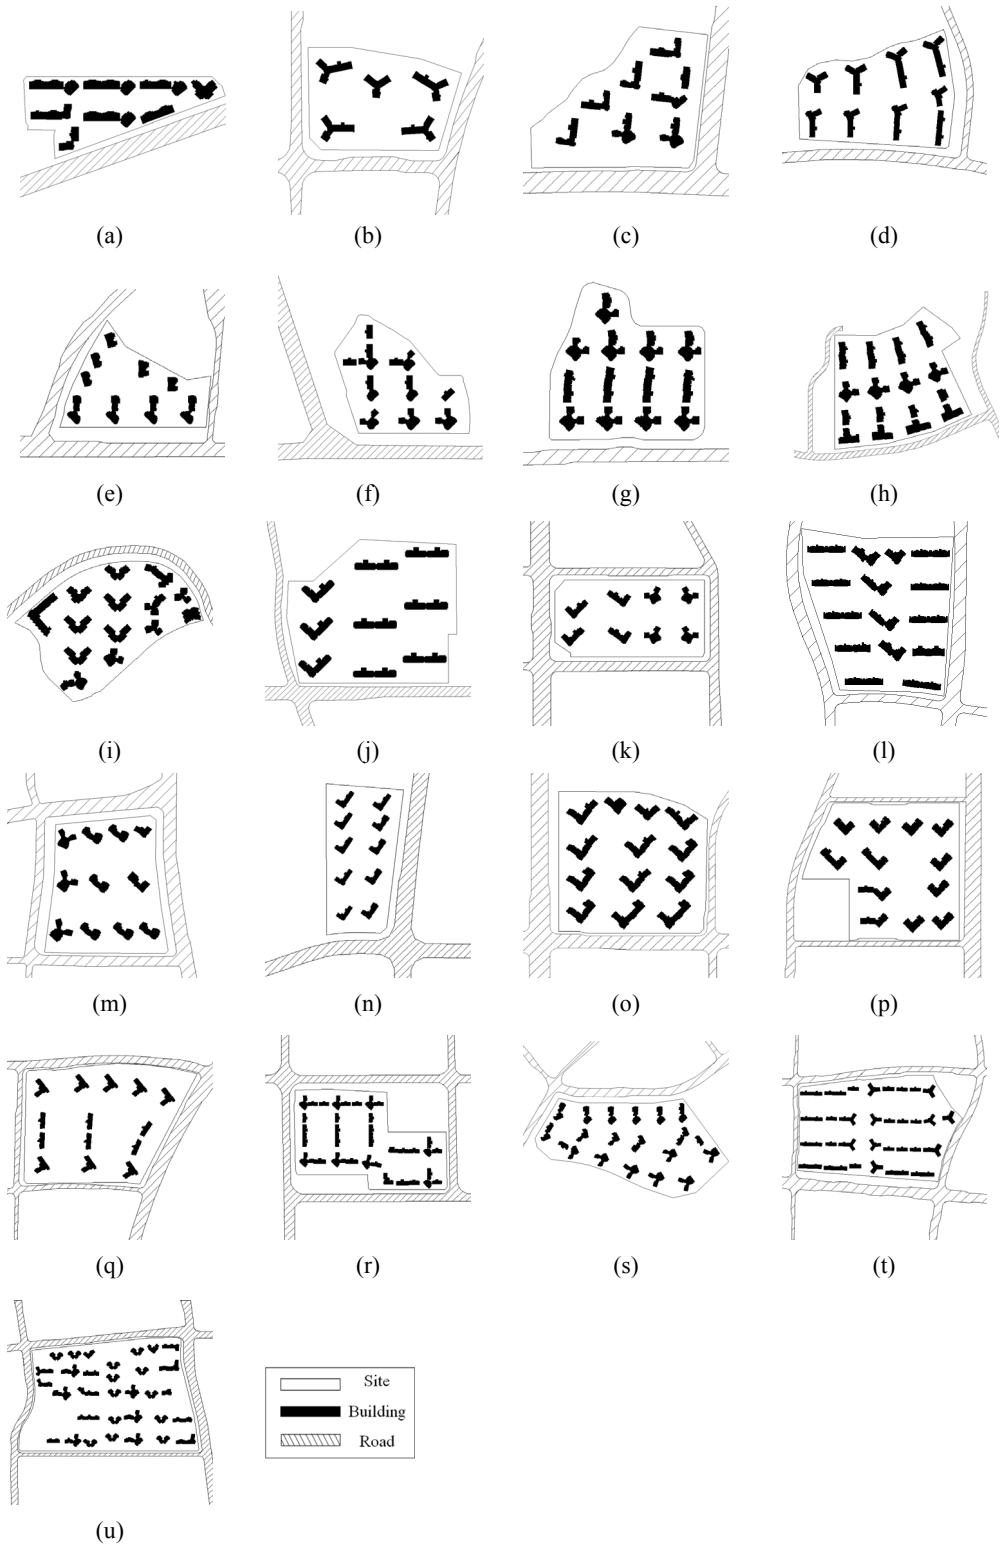 (a) (b) (c) (d)
(e) (f) (g) (h)
(i) (j) (k) (l)
(m) (n) (o) (p)
(q) (r) (s) (t)
Site
Building
Road
(u)